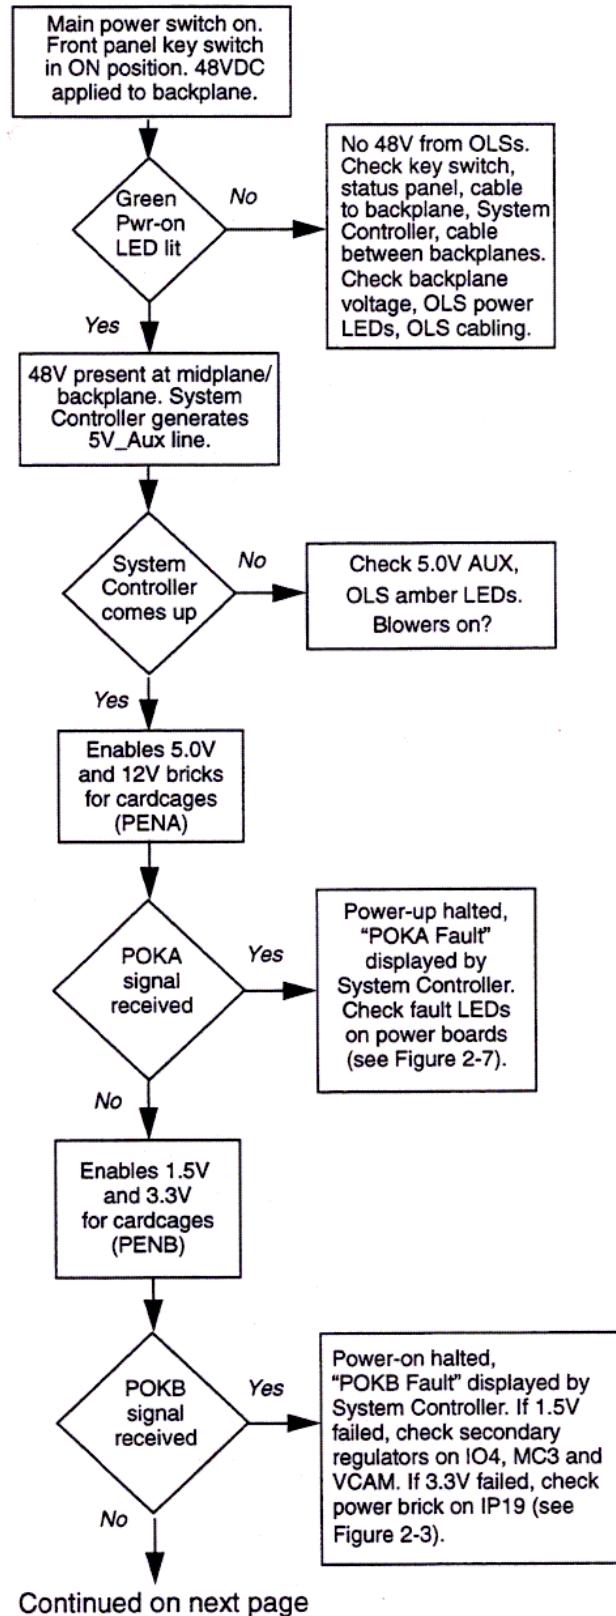 Main power switch on.
Front panel key switch
in ON position. 48VDC
applied to backplane.
Green
Pwr-on
LED lit
No
No 48V from OLSs.
Check key switch,
status panel, cable
to backplane, System
Controller, cable
between backplanes.
Check backplane
voltage, OLS power
LEDs, OLS cabling.
Yes
48V present at midplane/
backplane. System
Controller generates
5V_Aux line.
System
Controller
comes up
No
Check 5.0V AUX,
OLS amber LEDs.
Blowers on?
Yes
Enables 5.0V
and 12V bricks
for cardcages
(PENA)
POKA
signal
received
Yes
Power-up halted,
“POKA Fault”
displayed by
System Controller.
Check fault LEDs
on power boards
(see Figure 2-7).
No
Enables 1.5V
and 3.3V
for cardcages
(PENB)
POKB
signal
received
Yes
Power-on halted,
“POKB Fault” displayed by
System Controller. If 1.5V
failed, check secondary
regulators on IO4, MC3 and
VCAM. If 3.3V failed, check
power brick on IP19 (see
Figure 2-3).
No
Continued on next page